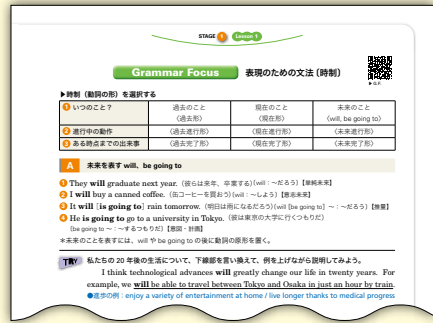 STAGE 1 Lesson 1
Grammar Focus 表現のための文法〔時制〕
▶時制（動詞の形）を選択する
❶ いつのこと？ 過去のこと 〈過去形〉 現在のこと 〈現在形〉 未来のこと 〈will, be going to〉
❷ 進行中の動作 〈過去進行形〉 〈現在進行形〉 〈未来進行形〉
❸ ある時点までの出来事 〈過去完了形〉 〈現在完了形〉 〈未来完了形〉
A 未来を表す will、be going to
❶ They will graduate next year.（彼らは来年、卒業する）(will：〜だろう)【単純未来】
❷ I will buy a canned coffee.（缶コーヒーを買おう）(will：〜しよう)【意志未来】
❸ It will [is going to] rain tomorrow.（明日は雨になるだろう）(will [be going to] 〜：〜だろう)【推量】
❹ He is going to go to a university in Tokyo.（彼は東京の大学に行くつもりだ）
(be going to 〜：〜するつもりだ)【意図・計画】
＊未来のことを表すには、will や be going to の後に動詞の原形を置く。
TRY 私たちの 20 年後の生活について、下線部を言い換えて、例を上げながら説明してみよう。
I think technological advances will greatly change our life in twenty years. For
example, we will be able to travel between Tokyo and Osaka in just an hour by train.
●進歩の例：enjoy a variety of entertainment at home / live longer thanks to medical progress